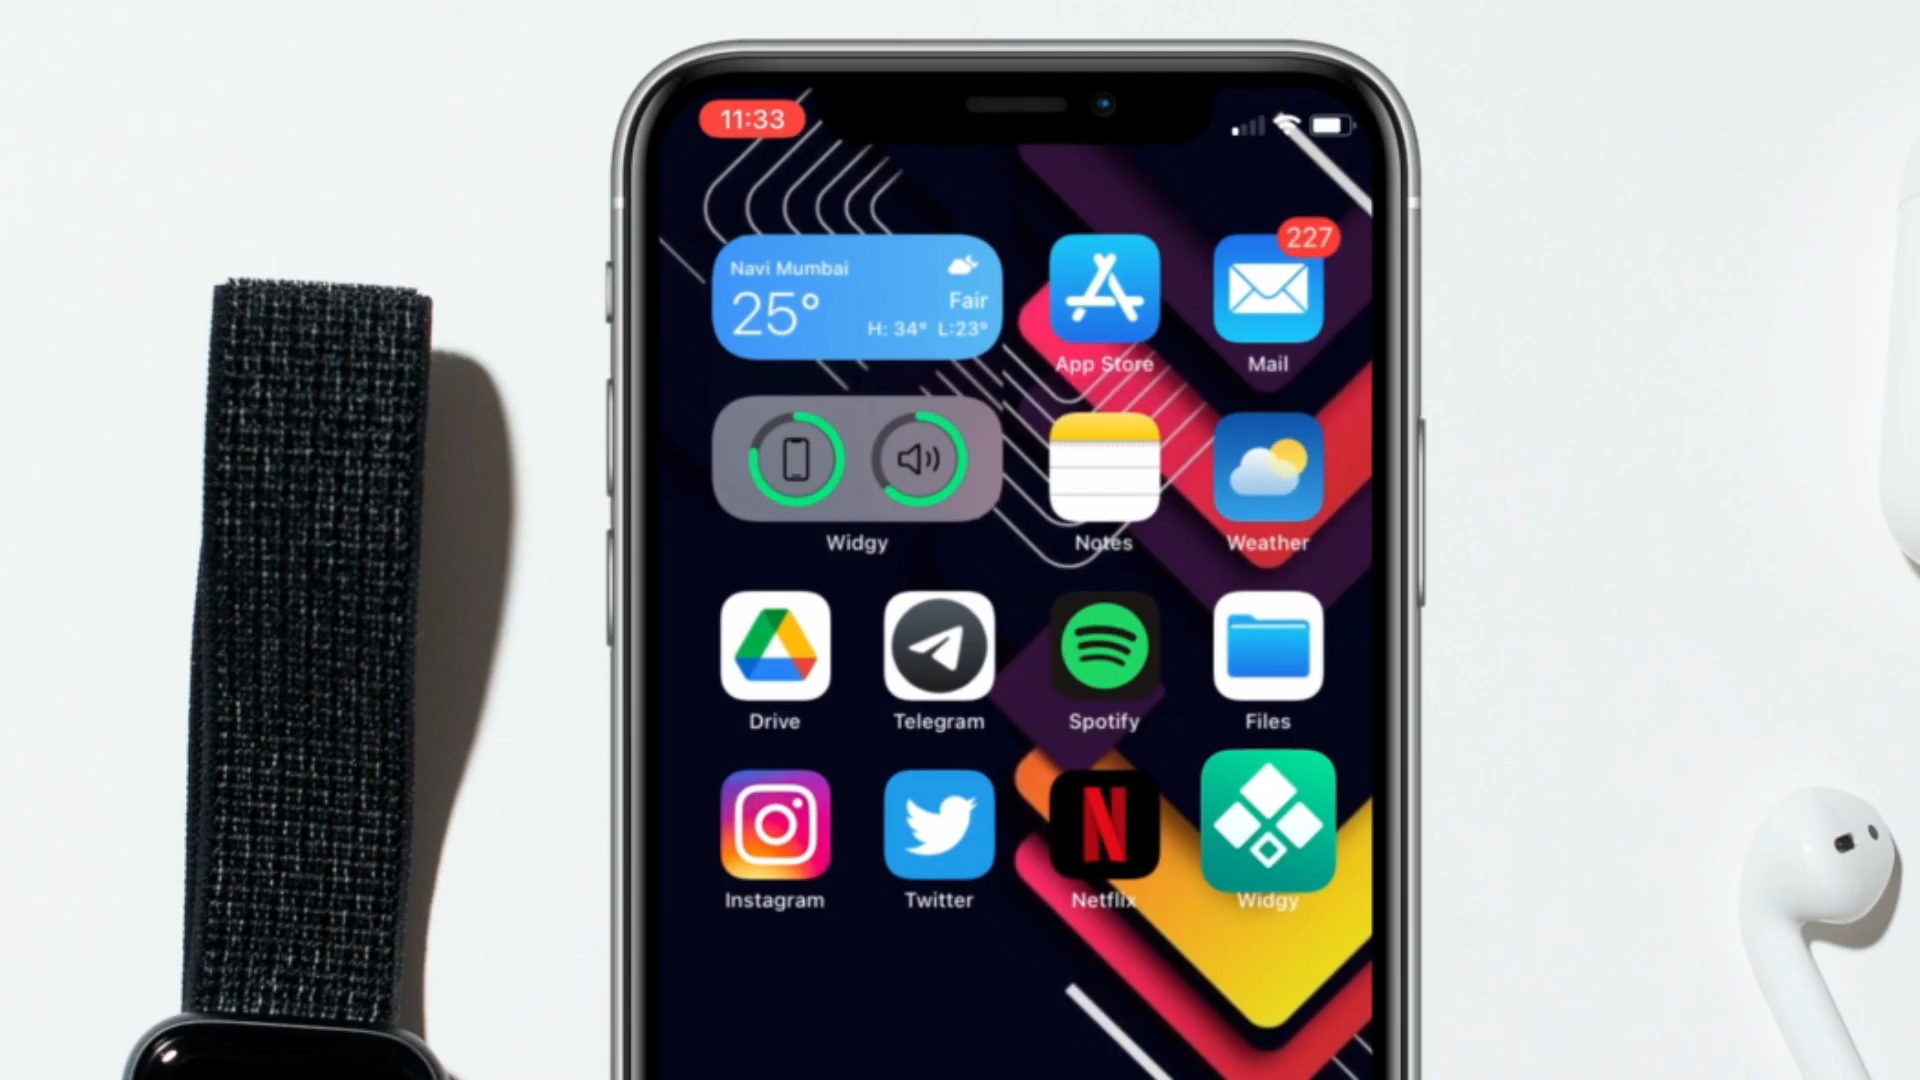 11:33
Navi Mumbai
25°
Fair
H: 34° L:23°
App Store
227
Mail
Widgy
Notes
Weather
Drive
Telegram
Spotify
Files
Instagram
Twitter
Netflix
Widgy